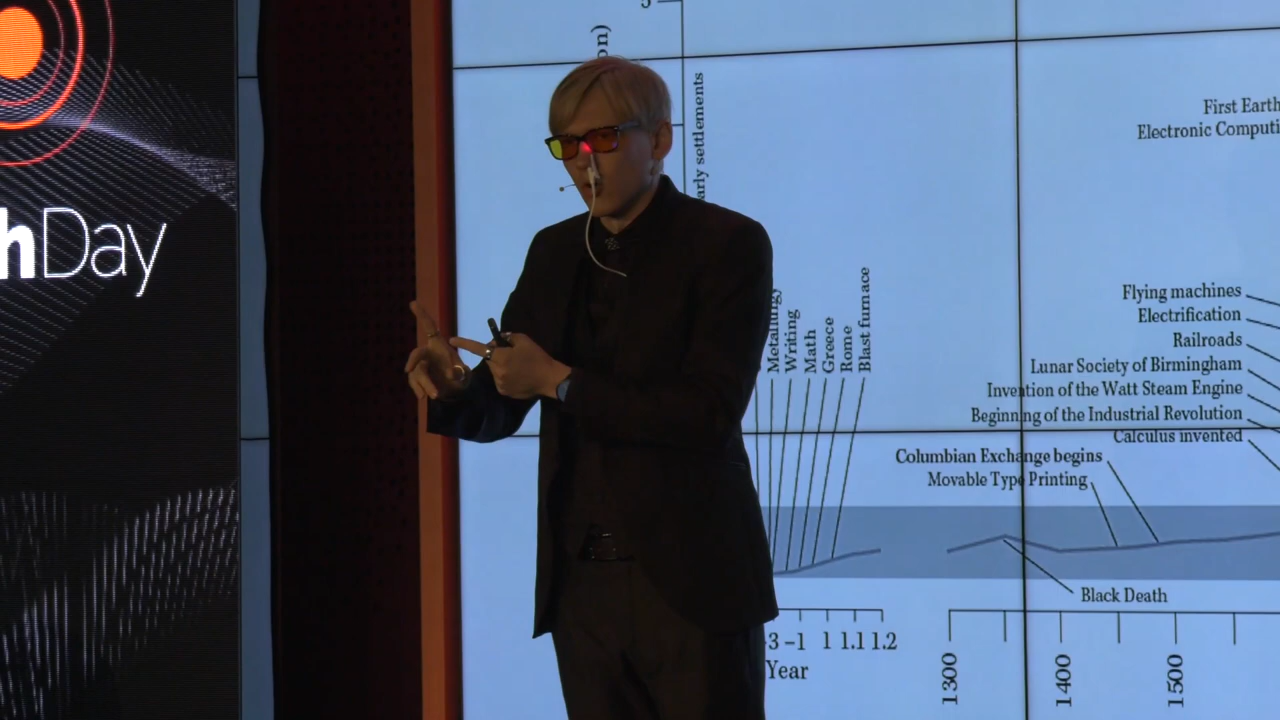 hDay
5
on)
arly settlements
Metallurgy
Writing
Math
Greece
Rome
Blast furnace
First Earth
Electronic Computi
Flying machines
Electrification
Railroads
Lunar Society of Birmingham
Invention of the Watt Steam Engine
Beginning of the Industrial Revolution
Calculus invented
Columbian Exchange begins
Movable Type Printing
Black Death
-3 -1 1 1.1 1.2
Year
1300
1400
1500